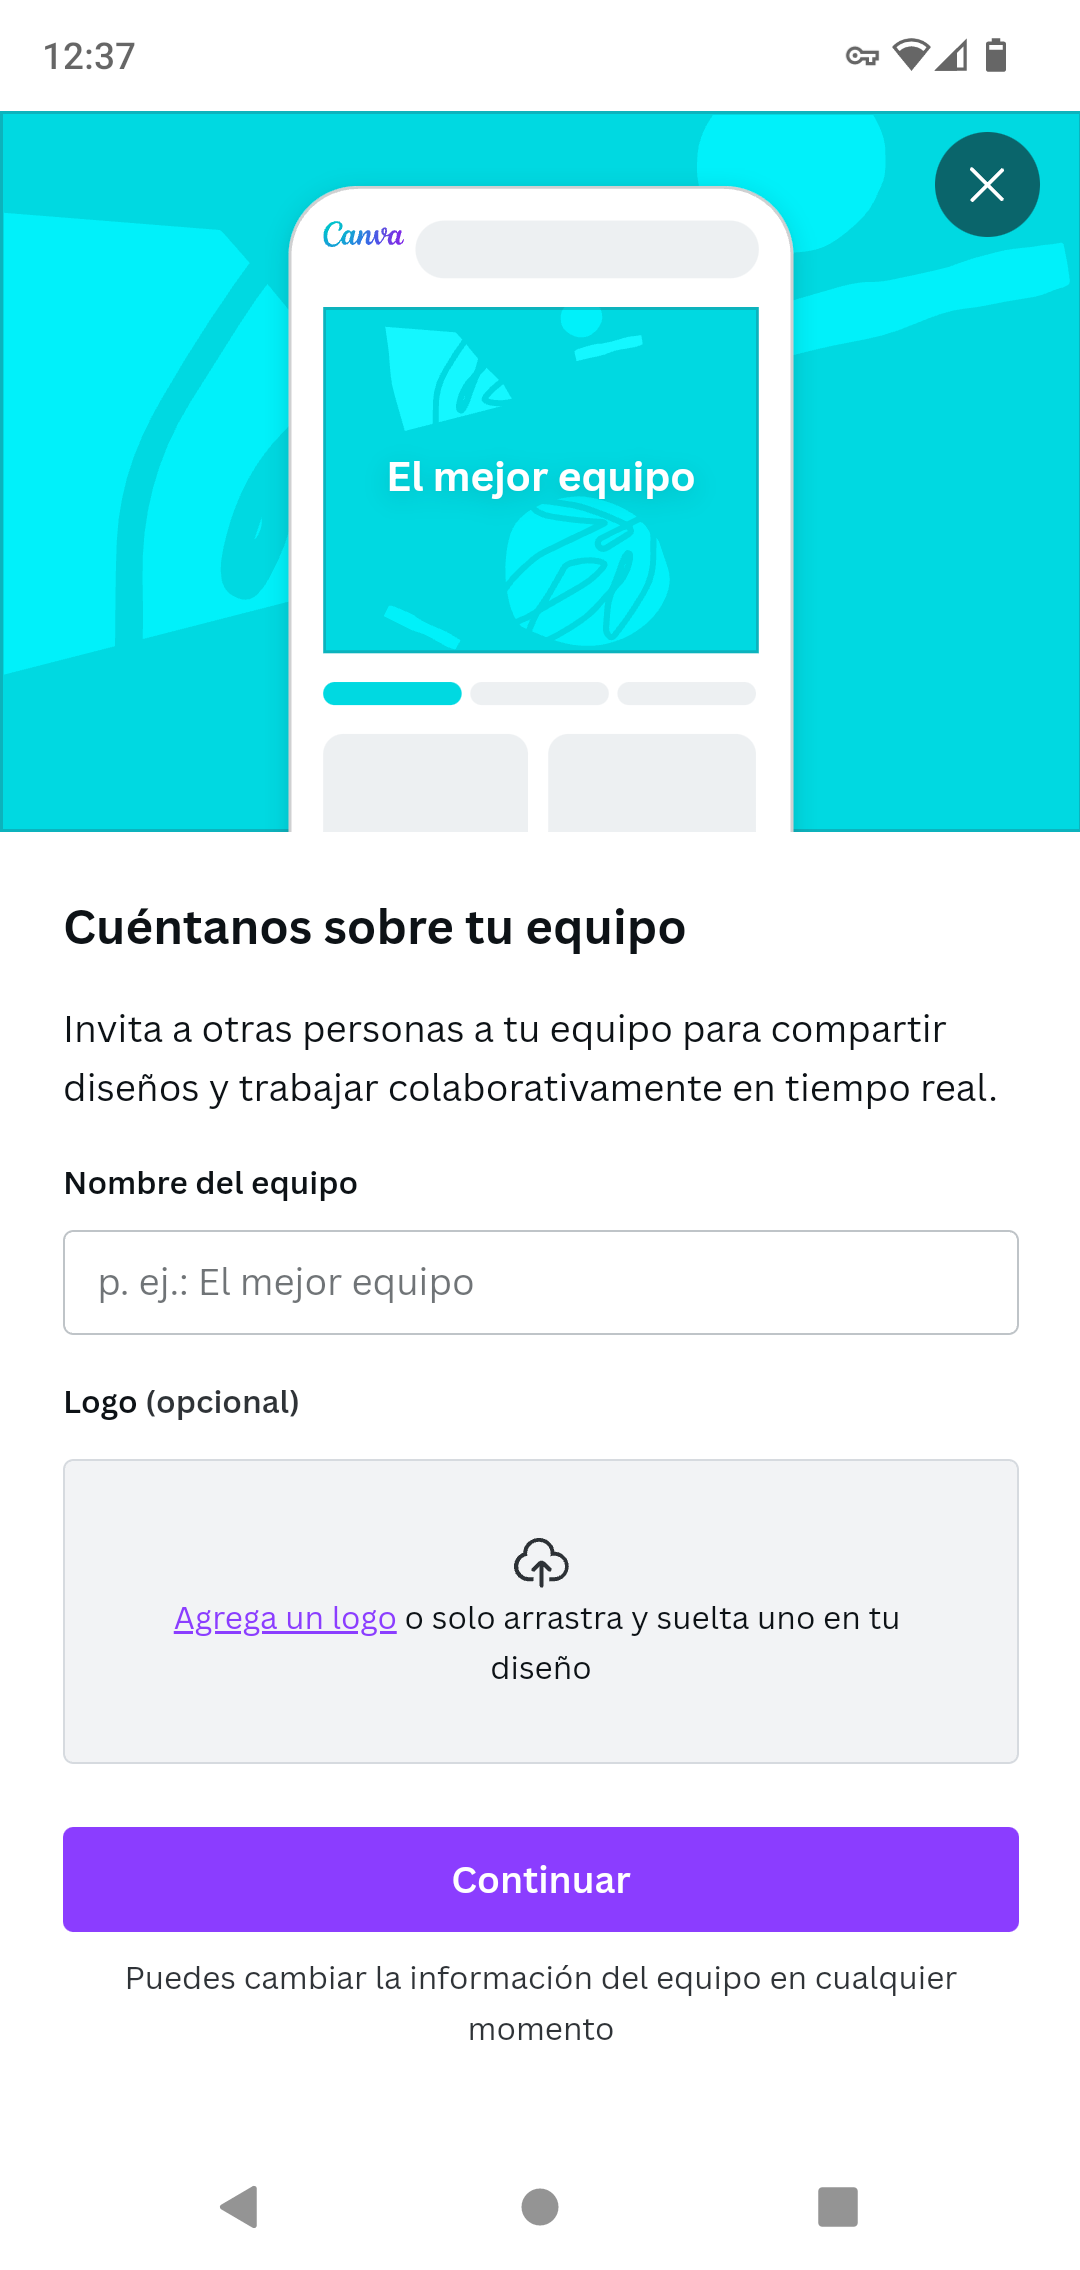 12:37
Canva
El mejor equipo
Cuéntanos sobre tu equipo
Invita a otras personas a tu equipo para compartir
diseños y trabajar colaborativamente en tiempo real.
Nombre del equipo
p. ej.: El mejor equipo
Logo (opcional)
Agrega un logo o solo arrastra y suelta uno en tu
diseño
Continuar
Puedes cambiar la información del equipo en cualquier
momento